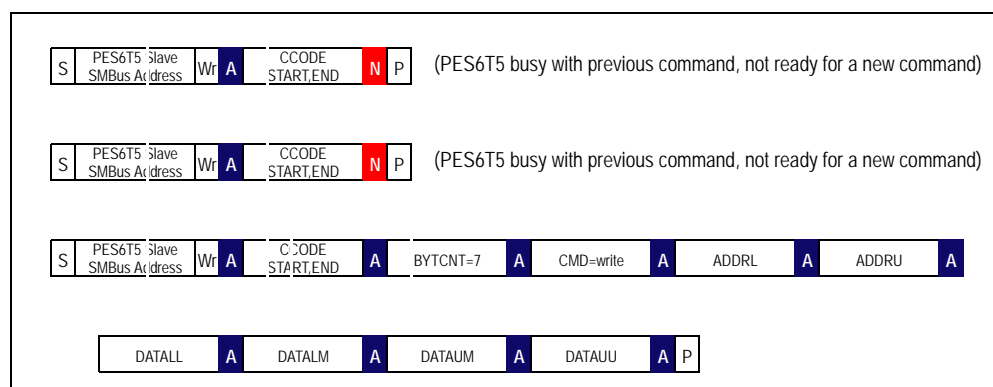 S PES6T5 Slave SMBus Address Wr A CCODE START,END N P (PES6T5 busy with previous command, not ready for a new command)
S PES6T5 Slave SMBus Address Wr A CCODE START,END N P (PES6T5 busy with previous command, not ready for a new command)
S PES6T5 Slave SMBus Address Wr A CCODE START,END A BYTCNT=7 A CMD=write A ADDRL A ADDRU A
DATALL A DATALM A DATAUM A DATAUU A P